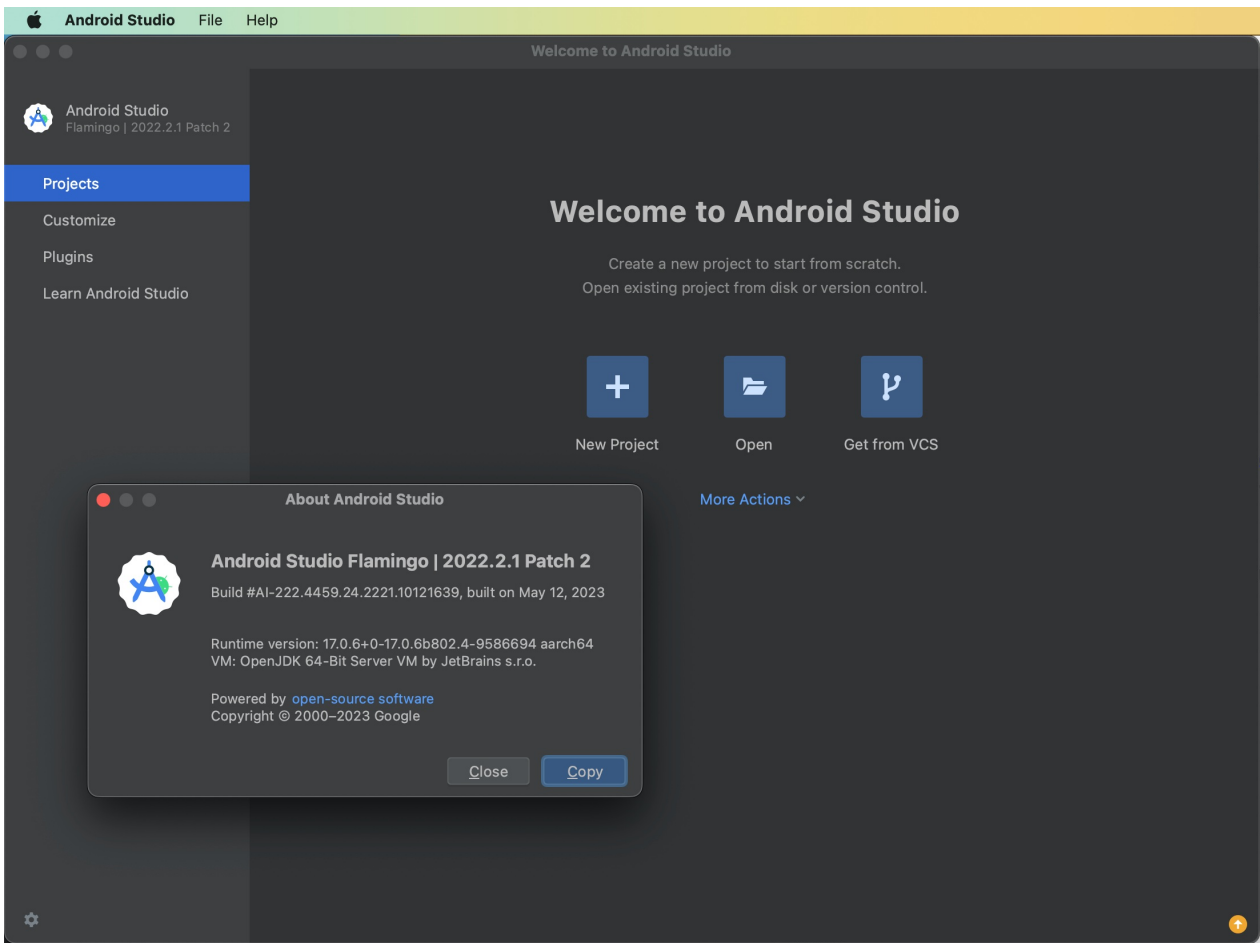 Android Studio File Help
Welcome to Android Studio
Android Studio
Flamingo | 2022.2.1 Patch 2
Projects
Customize
Plugins
Learn Android Studio
Welcome to Android Studio
Create a new project to start from scratch.
Open existing project from disk or version control.
New Project Open Get from VCS
More Actions
About Android Studio
Android Studio Flamingo | 2022.2.1 Patch 2
Build #AI-222.4459.24.2221.10121639, built on May 12, 2023
Runtime version: 17.0.6+0-17.0.6b802.4-9586694 aarch64
VM: OpenJDK 64-Bit Server VM by JetBrains s.r.o.
Powered by open-source software
Copyright © 2000–2023 Google
Close Copy